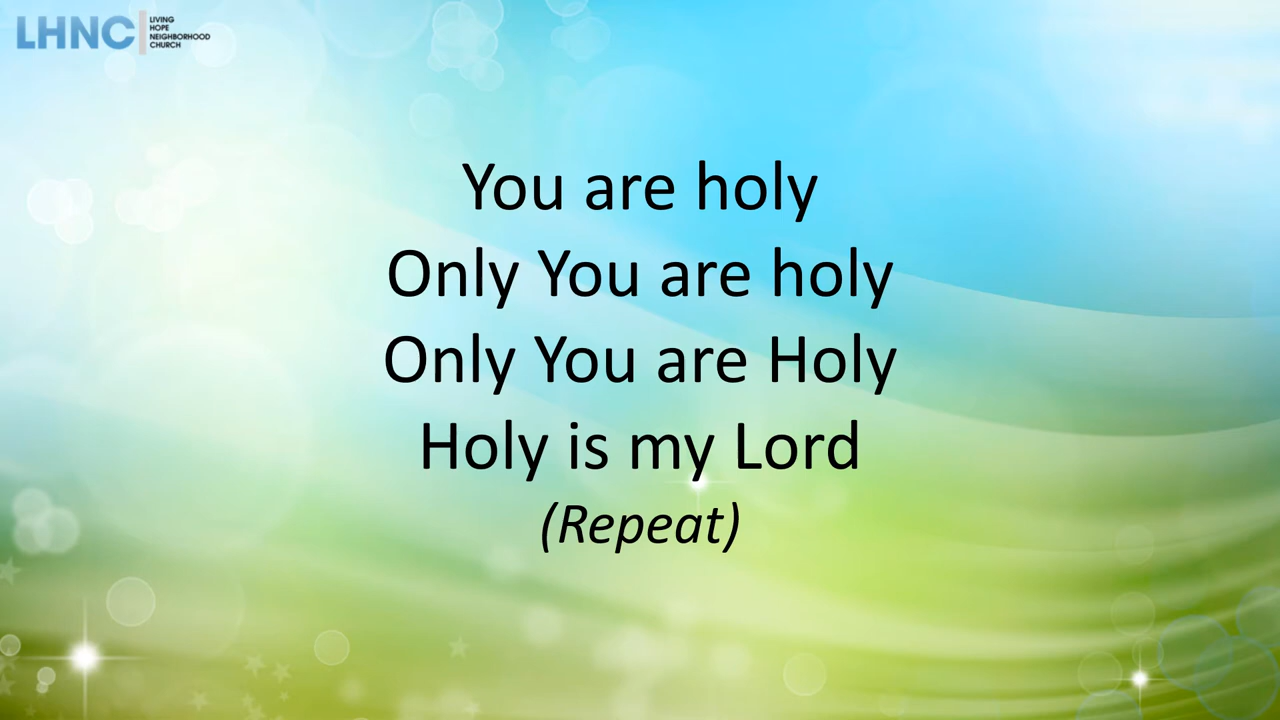 LHNC
LIVING
HOPE
NEIGHBORHOOD
CHURCH
You are holy
Only You are holy
Only You are Holy
Holy is my Lord
(Repeat)